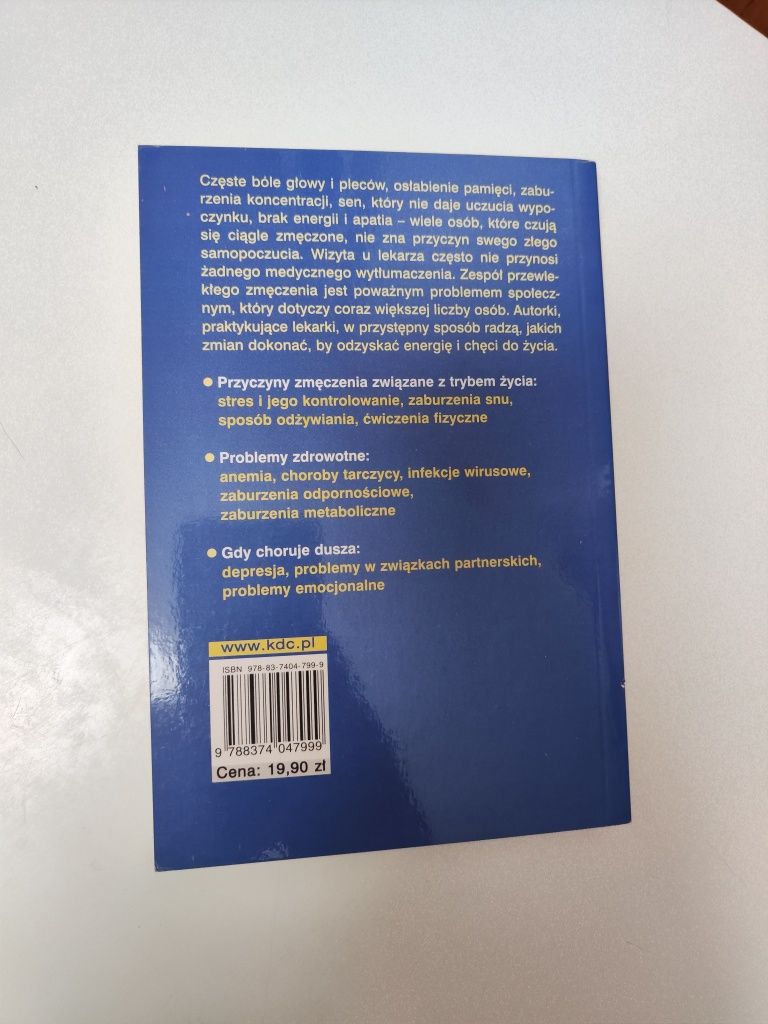 Częste bóle głowy i pleców, osłabienie pamięci, zabu-
rzenia koncentracji, sen, który nie daje uczucia wypo-
czynku, brak energii i apatia – wiele osób, które czują
się ciągle zmęczone, nie zna przyczyn swego złego
samopoczucia. Wizyta u lekarza często nie przynosi
żadnego medycznego wytłumaczenia. Zespół przewle-
kłego zmęczenia jest poważnym problemem społecz-
nym, który dotyczy coraz większej liczby osób. Autorki,
praktykujące lekarki, w przystępny sposób radzą, jakich
zmian dokonać, by odzyskać energię i chęci do życia.
● Przyczyny zmęczenia związane z trybem życia:
stres i jego kontrolowanie, zaburzenia snu,
sposób odżywiania, ćwiczenia fizyczne
● Problemy zdrowotne:
anemia, choroby tarczycy, infekcje wirusowe,
zaburzenia odpornościowe,
zaburzenia metaboliczne
● Gdy choruje dusza:
depresja, problemy w związkach partnerskich,
problemy emocjonalne
www.kdc.pl
ISBN 978-83-7404-799-9
9 788374 047999
Cena: 19,90 zł